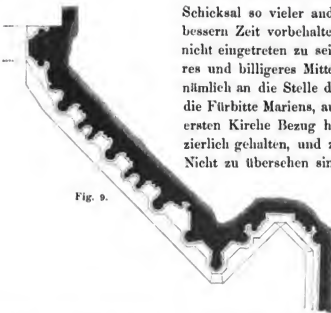 Schicksal so vieler and
bessern Zeit vorbehalte
nicht eingetreten zu sei
res und billigeres Mitte
nämlich an die Stelle d
die Fürbitte Mariens, au
ersten Kirche Bezug h
zierlich gehalten, und z
Nicht zu übersehen sin
Fig. 9.